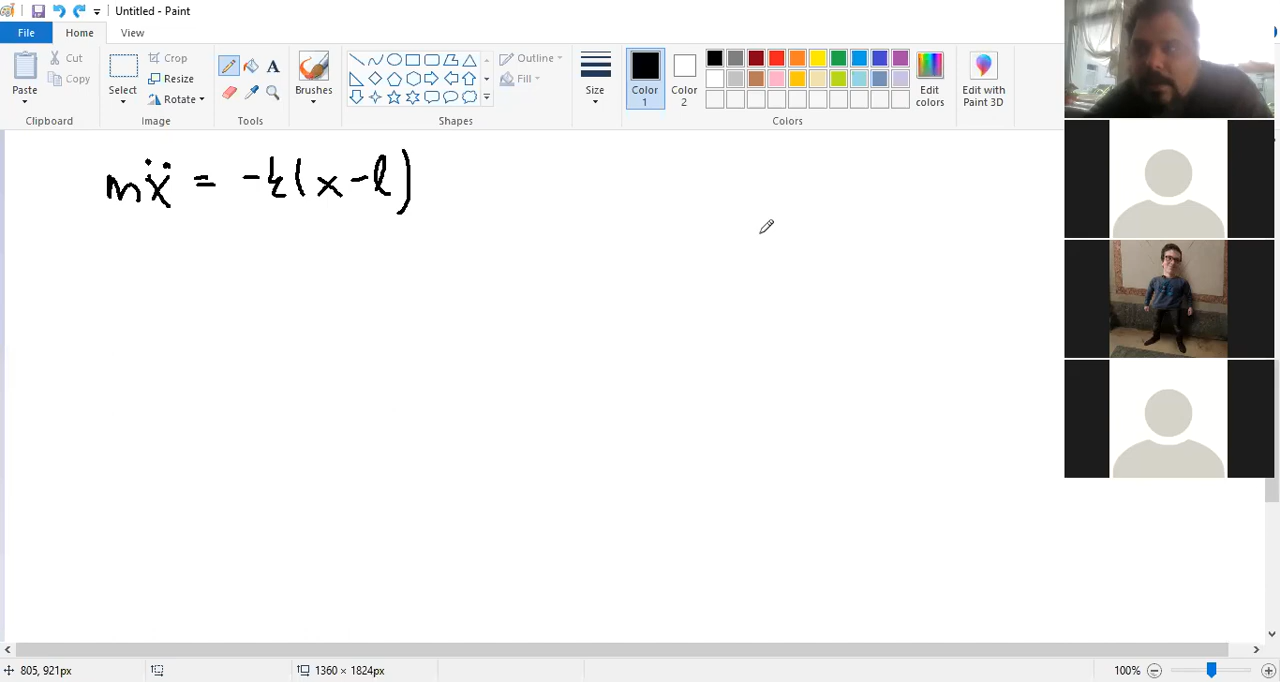 Untitled - Paint
File Home View
Paste
Cut
Copy
Clipboard
Select
Crop
Resize
Rotate
Image
A
Tools
Brushes
Shapes
Outline
Fill
Size
Color 1
Color 2
Edit colors
Colors
Edit with Paint 3D
mẍ = -k(x-l)
805, 921px
1360 × 1824px
100%